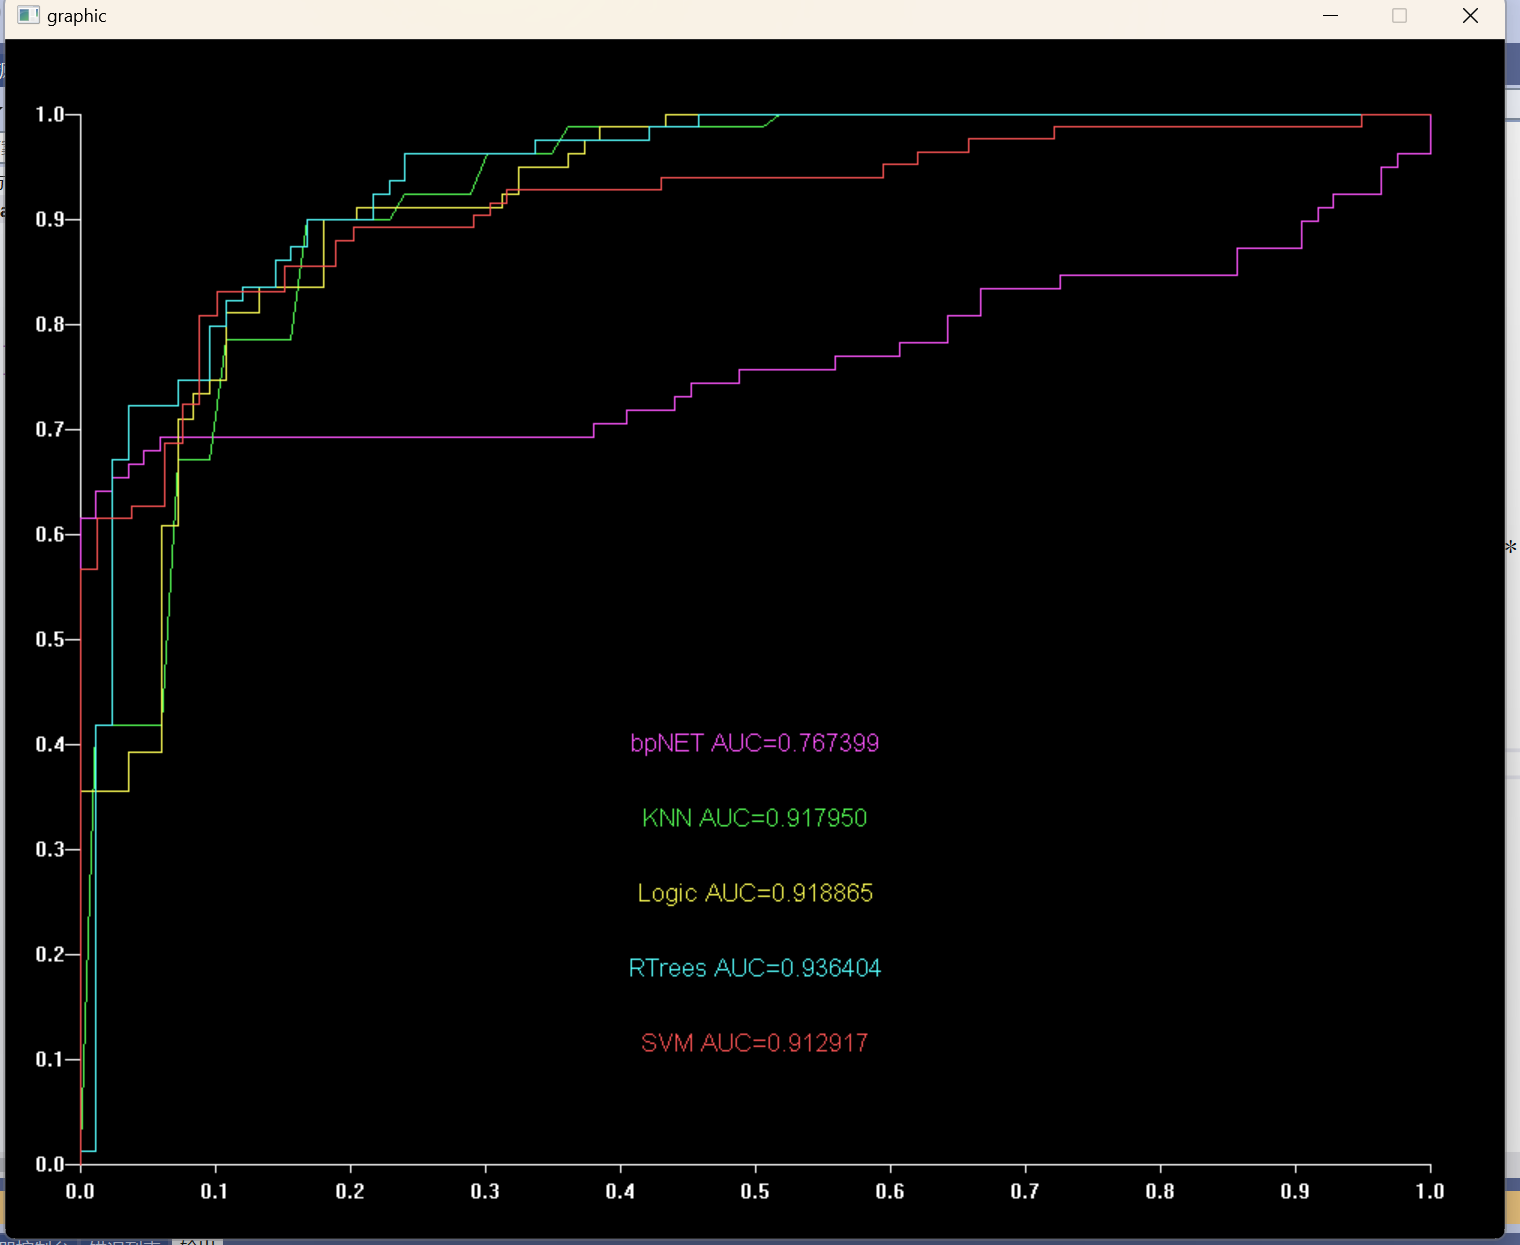 graphic
1.0
0.9
0.8
0.7
0.6
0.5
0.4
0.3
0.2
0.1
0.0
bpNET AUC=0.767399
KNN AUC=0.917950
Logic AUC=0.918865
RTrees AUC=0.936404
SVM AUC=0.912917
0.0 0.1 0.2 0.3 0.4 0.5 0.6 0.7 0.8 0.9 1.0
*